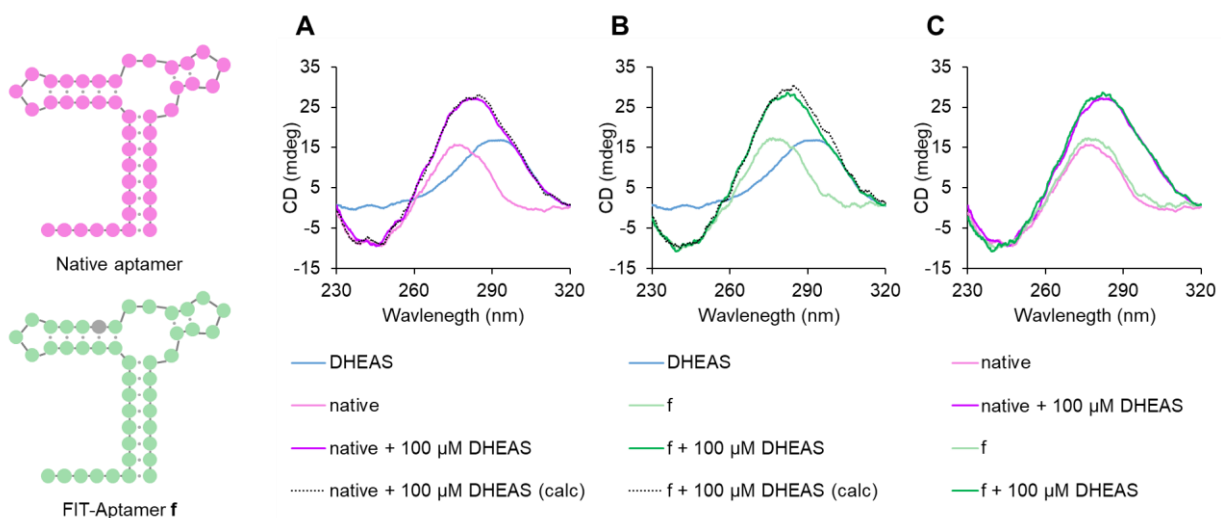 Native aptamer
FIT-Aptamer f
A
35
25
15
5
-5
-15
CD (mdeg)
230 260 290 320
Wavlenegth (nm)
DHEAS
native
native + 100 µM DHEAS
native + 100 µM DHEAS (calc)
B
35
25
15
5
-5
-15
CD (mdeg)
230 260 290 320
Wavlenegth (nm)
DHEAS
f
f + 100 µM DHEAS
f + 100 µM DHEAS (calc)
C
35
25
15
5
-5
-15
CD (mdeg)
230 260 290 320
Wavlenegth (nm)
native
native + 100 µM DHEAS
f
f + 100 µM DHEAS